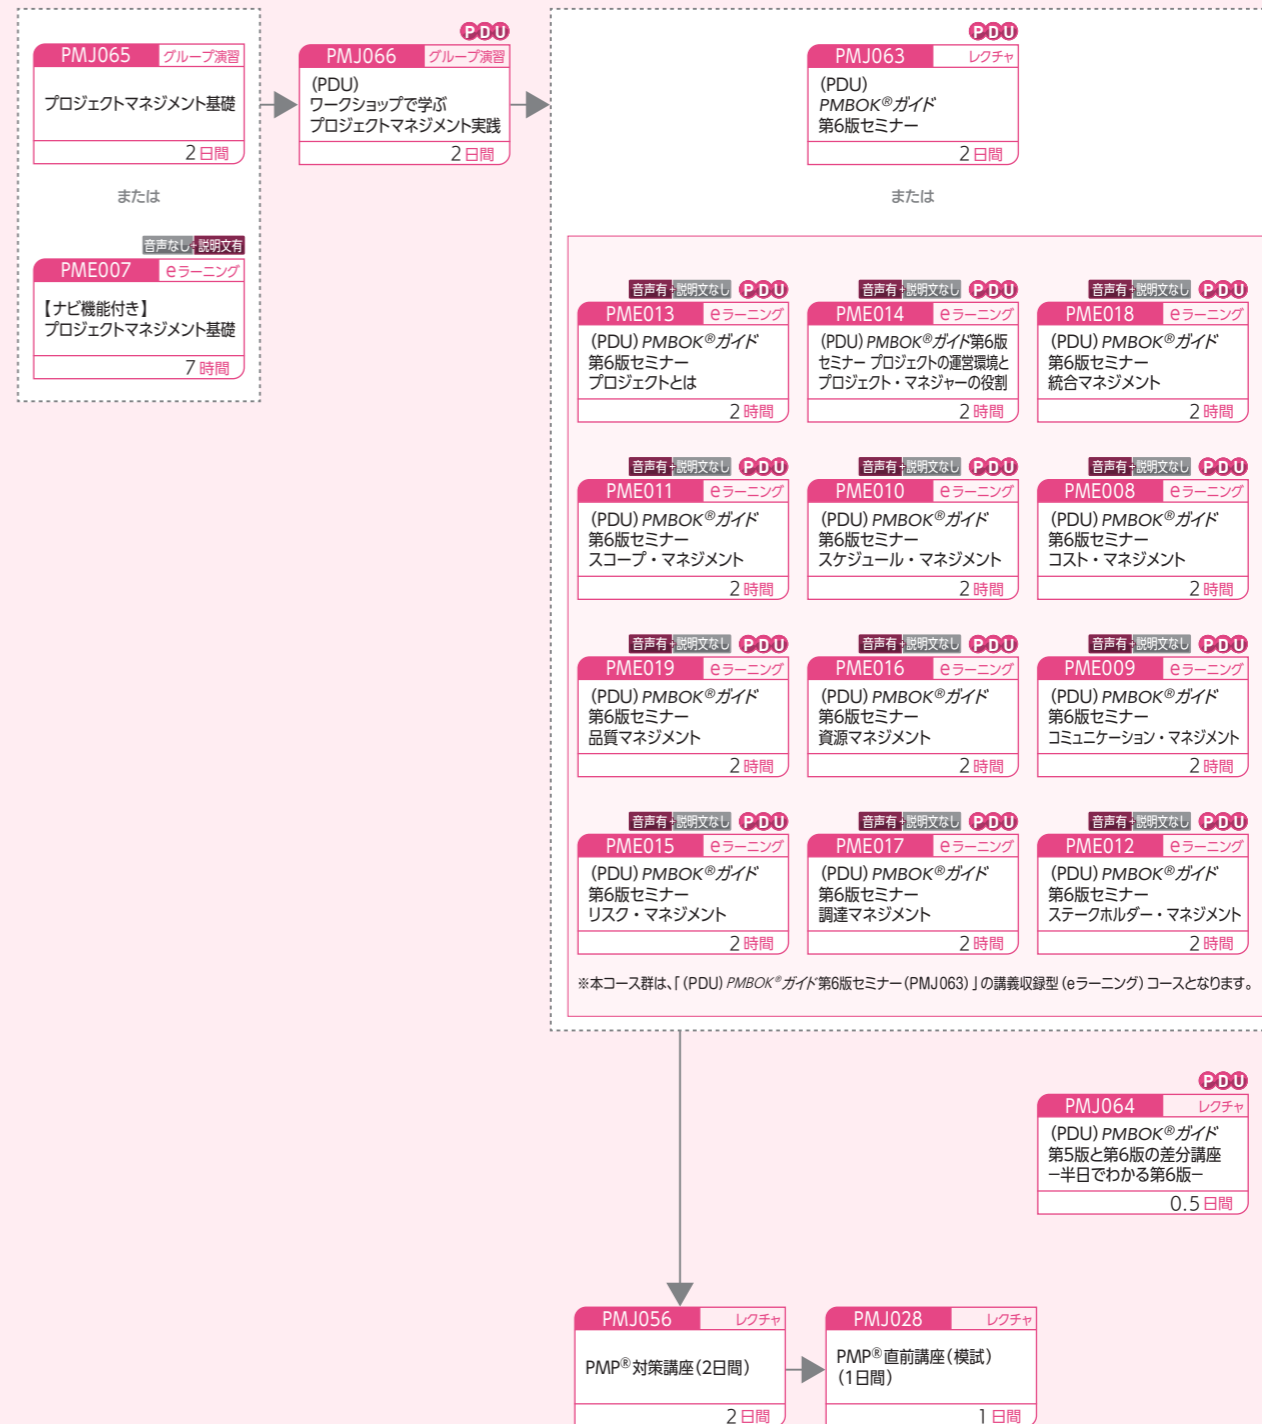 PDU
PMJ065 グループ演習
プロジェクトマネジメント基礎
2日間
または
音声なし+説明文有
PME007 eラーニング
【ナビ機能付き】
プロジェクトマネジメント基礎
7時間
PMJ066 グループ演習
(PDU)
ワークショップで学ぶ
プロジェクトマネジメント実践
2日間
PDU
PMJ063 レクチャ
(PDU)
PMBOK®ガイド
第6版セミナー
2日間
または
音声有+説明文なし PDU
PME013 eラーニング
(PDU) PMBOK®ガイド
第6版セミナー
プロジェクトとは
2時間
音声有+説明文なし PDU
PME014 eラーニング
(PDU) PMBOK®ガイド第6版
セミナー プロジェクトの運営環境と
プロジェクト・マネジャーの役割
2時間
音声有+説明文なし PDU
PME018 eラーニング
(PDU) PMBOK®ガイド
第6版セミナー
統合マネジメント
2時間
音声有+説明文なし PDU
PME011 eラーニング
(PDU) PMBOK®ガイド
第6版セミナー
スコープ・マネジメント
2時間
音声有+説明文なし PDU
PME010 eラーニング
(PDU) PMBOK®ガイド
第6版セミナー
スケジュール・マネジメント
2時間
音声有+説明文なし PDU
PME008 eラーニング
(PDU) PMBOK®ガイド
第6版セミナー
コスト・マネジメント
2時間
音声有+説明文なし PDU
PME019 eラーニング
(PDU) PMBOK®ガイド
第6版セミナー
品質マネジメント
2時間
音声有+説明文なし PDU
PME016 eラーニング
(PDU) PMBOK®ガイド
第6版セミナー
資源マネジメント
2時間
音声有+説明文なし PDU
PME009 eラーニング
(PDU) PMBOK®ガイド
第6版セミナー
コミュニケーション・マネジメント
2時間
音声有+説明文なし PDU
PME015 eラーニング
(PDU) PMBOK®ガイド
第6版セミナー
リスク・マネジメント
2時間
音声有+説明文なし PDU
PME017 eラーニング
(PDU) PMBOK®ガイド
第6版セミナー
調達マネジメント
2時間
音声有+説明文なし PDU
PME012 eラーニング
(PDU) PMBOK®ガイド
第6版セミナー
ステークホルダー・マネジメント
2時間
※本コース群は、「(PDU) PMBOK®ガイド第6版セミナー(PMJ063)」の講義収録型(eラーニング)コースとなります。
PDU
PMJ064 レクチャ
(PDU) PMBOK®ガイド
第5版と第6版の差分講座
−半日でわかる第6版−
0.5日間
PMJ056 レクチャ
PMP®対策講座(2日間)
2日間
PMJ028 レクチャ
PMP®直前講座(模試)
(1日間)
1日間